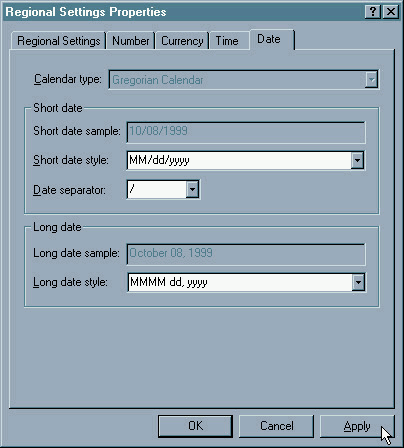 Regional Settings Properties
Regional Settings Number Currency Time Date
Calendar type: Gregorian Calendar
Short date
Short date sample: 10/08/1999
Short date style: MM/dd/yyyy
Date separator: /
Long date
Long date sample: October 08, 1999
Long date style: MMMM dd, yyyy
OK Cancel Apply